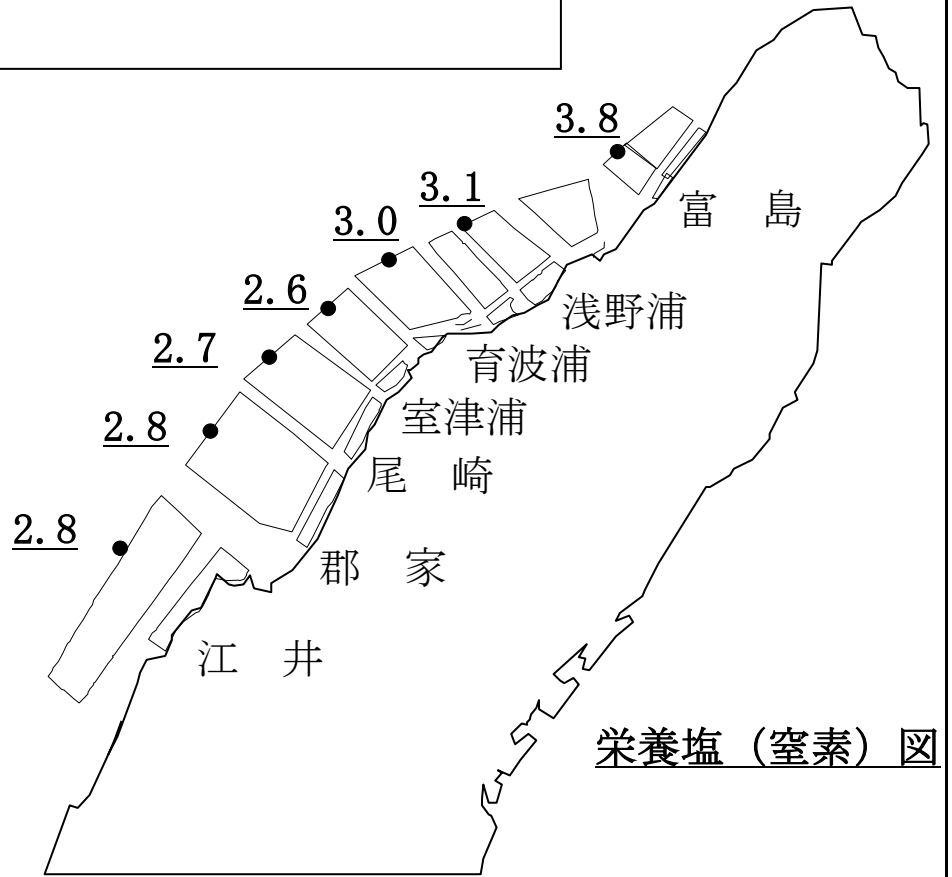 3.8
3.1
富　島
3.0
2.6
浅野浦
2.7
育波浦
2.8
室津浦
尾　崎
2.8
郡　家
江　井
栄養塩（窒素）図